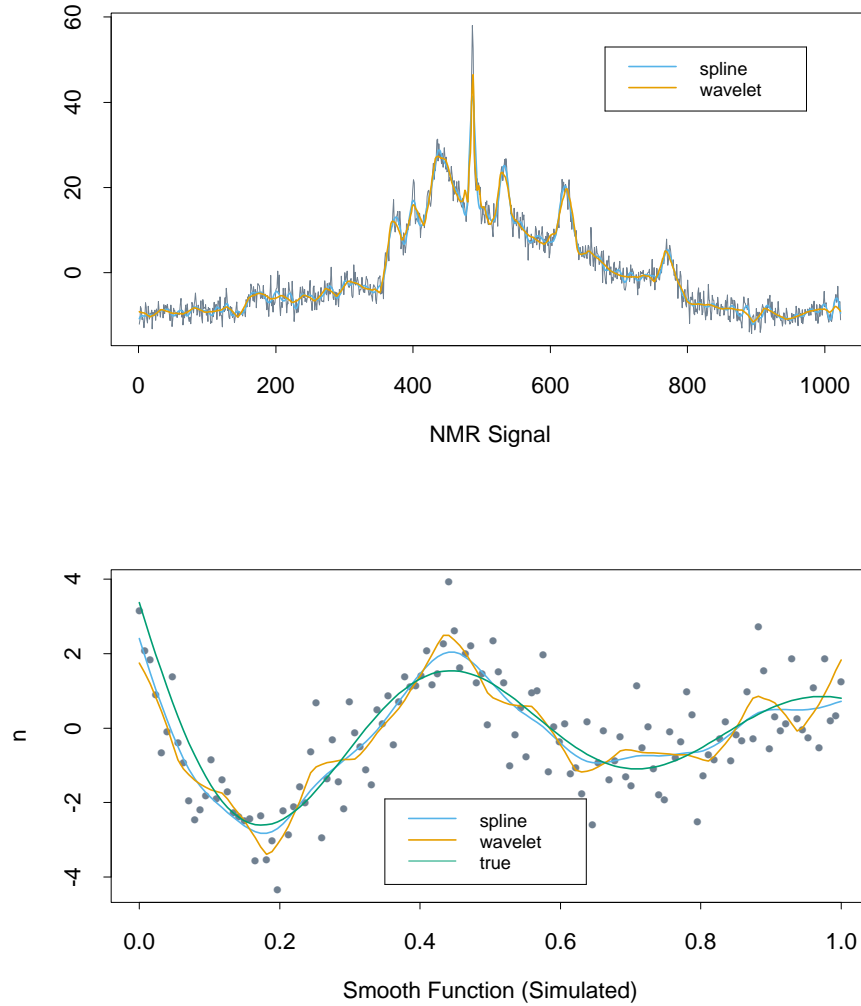 60
40
20
0
spline
wavelet
0 200 400 600 800 1000
NMR Signal
4
2
0
-2
-4
n
spline
wavelet
true
0.0 0.2 0.4 0.6 0.8 1.0
Smooth Function (Simulated)